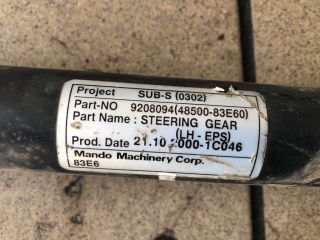 Project SUB-S (0302)
Part-NO 9208094(48500-83E60)
Part Name : STEERING GEAR
(LH-EPS)
Prod. Date 21.10 2000-1C046
Mando Machinery Corp.
83E6